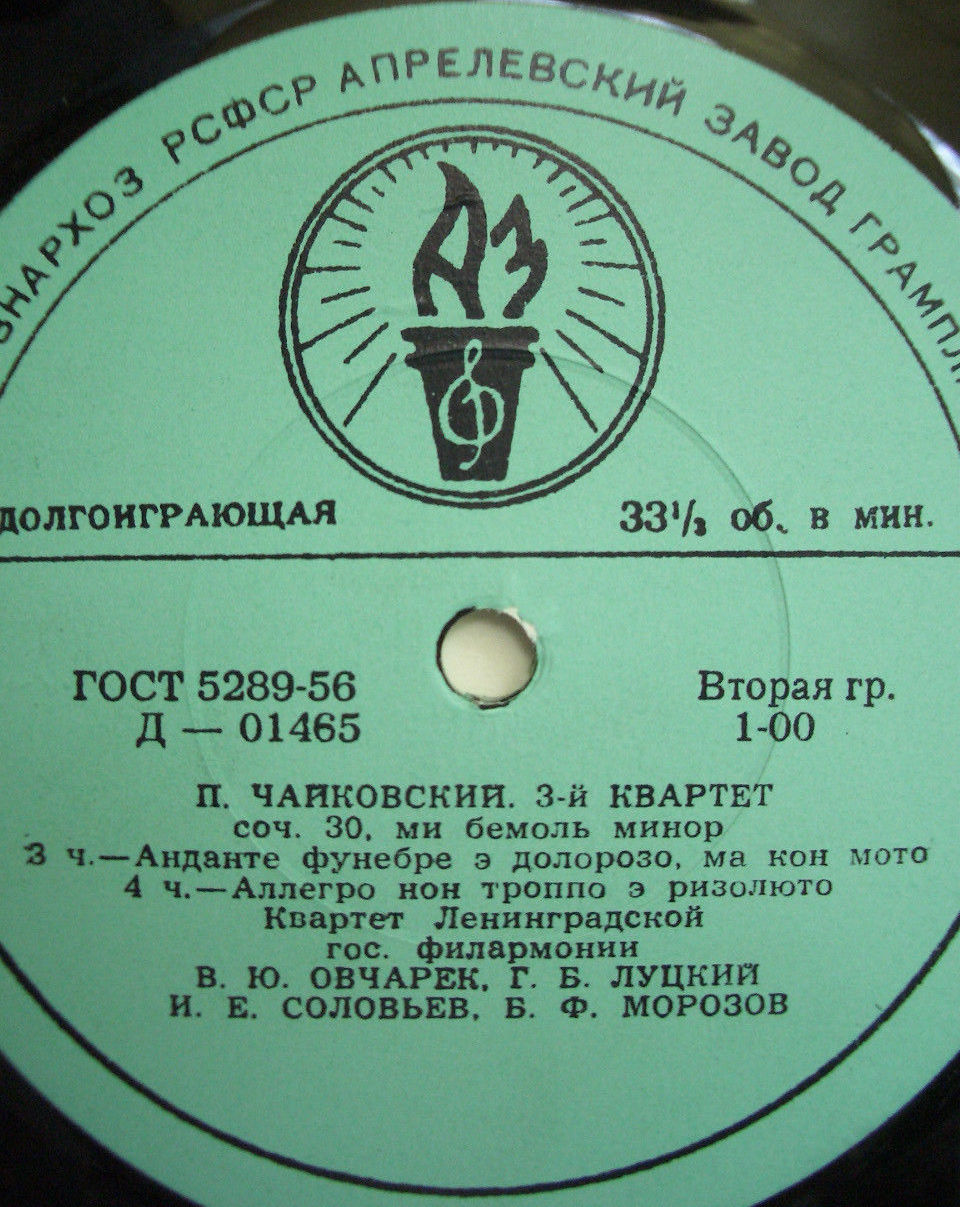 РСФСР АПРЕЛЕВСКИЙ ЗАВОД
АЗ
ДОЛГОИГРАЮЩАЯ
33⅓ об. в мин.
ГОСТ 5289-56
Вторая гр.
Д — 01465
1-00
П. ЧАЙКОВСКИЙ. 3-й КВАРТЕТ
соч. 30, ми бемоль минор
3 ч.—Анданте фунебре э долорозо, ма кон мото
4 ч.—Аллегро нон троппо э ризолюто
Квартет Ленинградской
гос. филармонии
В. Ю. ОВЧАРЕК, Г. Б. ЛУЦКИЙ
И. Е. СОЛОВЬЕВ, Б. Ф. МОРОЗОВ